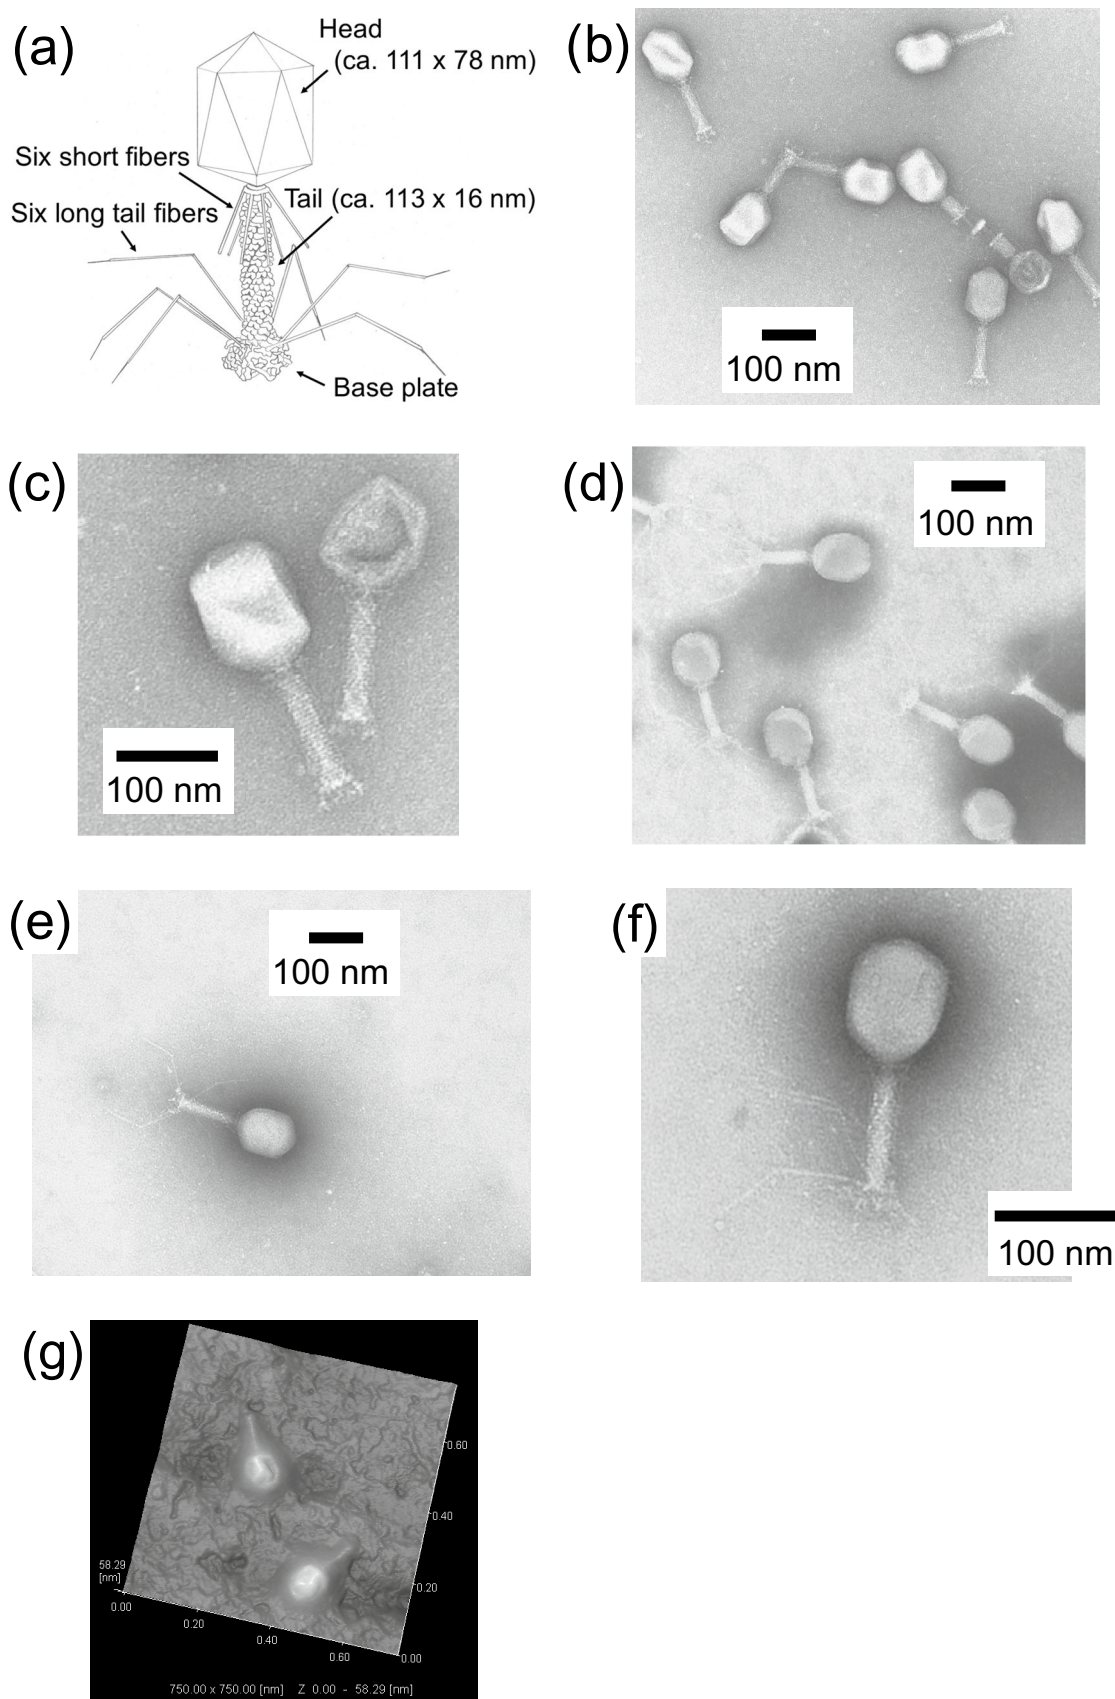 (a)
Head
(ca. 111 x 78 nm)
Six short fibers
Tail (ca. 113 x 16 nm)
Six long tail fibers
Base plate
(b)
100 nm
(c)
100 nm
(d)
100 nm
(e)
100 nm
(f)
100 nm
(g)
0.60
0.40
58.29
[nm]
0.20
0.00
0.20
0.40
0.60
0.00
750.00 x 750.00 [nm] Z 0.00 - 58.29 [nm]